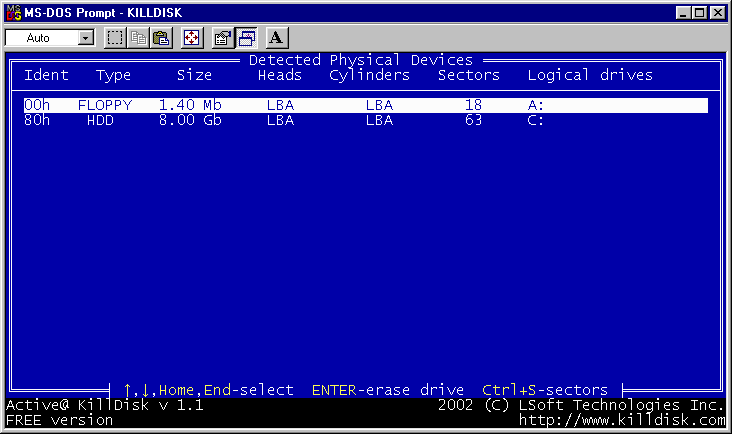 MS-DOS Prompt - KILLDISK
Auto
A
Detected Physical Devices
Ident Type Size Heads Cylinders Sectors Logical drives
00h FLOPPY 1.40 Mb LBA LBA 18 A:
80h HDD 8.00 Gb LBA LBA 63 C:
↑,↓,Home,End-select ENTER-erase drive Ctrl+S-sectors
Active@ KillDisk v 1.1 2002 (C) LSoft Technologies Inc.
FREE version http://www.killdisk.com